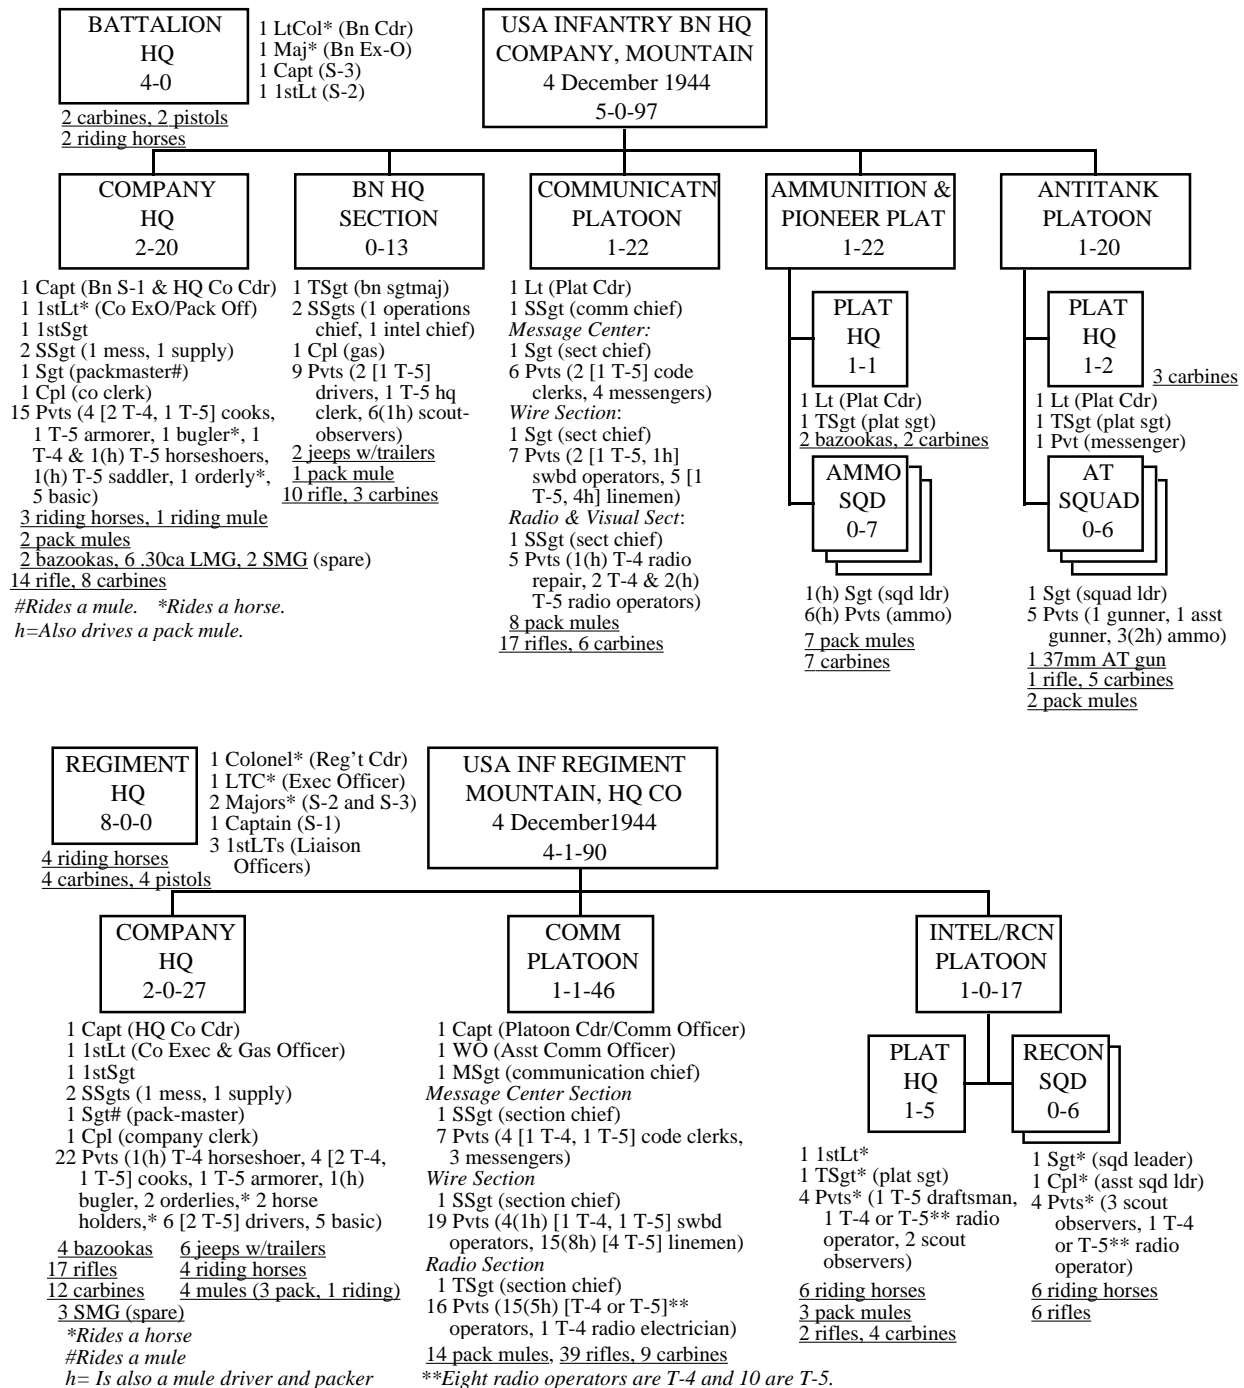 BATTALION
HQ
4-0
1 LtCol* (Bn Cdr)
1 Maj* (Bn Ex-O)
1 Capt (S-3)
1 1stLt (S-2)
2 carbines, 2 pistols
2 riding horses
USA INFANTRY BN HQ
COMPANY, MOUNTAIN
4 December 1944
5-0-97
COMPANY
HQ
2-20
1 Capt (Bn S-1 & HQ Co Cdr)
1 1stLt* (Co ExO/Pack Off)
1 1stSgt
2 SSgt (1 mess, 1 supply)
1 Sgt (packmaster#)
1 Cpl (co clerk)
15 Pvts (4 [2 T-4, 1 T-5] cooks,
1 T-5 armorer, 1 bugler*, 1
T-4 & 1(h) T-5 horseshoers,
1(h) T-5 saddler, 1 orderly*,
5 basic)
3 riding horses, 1 riding mule
2 pack mules
2 bazookas, 6 .30ca LMG, 2 SMG (spare)
14 rifle, 8 carbines
#Rides a mule. *Rides a horse.
h=Also drives a pack mule.
BN HQ
SECTION
0-13
1 TSgt (bn sgtmaj)
2 SSgts (1 operations
chief, 1 intel chief)
1 Cpl (gas)
9 Pvts (2 [1 T-5]
drivers, 1 T-5 hq
clerk, 6(1h) scout-
observers)
2 jeeps w/trailers
1 pack mule
10 rifle, 3 carbines
COMMUNICATN
PLATOON
1-22
1 Lt (Plat Cdr)
1 SSgt (comm chief)
Message Center:
1 Sgt (sect chief)
6 Pvts (2 [1 T-5] code
clerks, 4 messengers)
Wire Section:
1 Sgt (sect chief)
7 Pvts (2 [1 T-5, 1h]
swbd operators, 5 [1
T-5, 4h] linemen)
Radio & Visual Sect:
1 SSgt (sect chief)
5 Pvts (1(h) T-4 radio
repair, 2 T-4 & 2(h)
T-5 radio operators)
8 pack mules
17 rifles, 6 carbines
AMMUNITION &
PIONEER PLAT
1-22
PLAT
HQ
1-1
1 Lt (Plat Cdr)
1 TSgt (plat sgt)
2 bazookas, 2 carbines
AMMO
SQD
0-7
1(h) Sgt (sqd ldr)
6(h) Pvts (ammo)
7 pack mules
7 carbines
ANTITANK
PLATOON
1-20
PLAT
HQ
1-2
3 carbines
1 Lt (Plat Cdr)
1 TSgt (plat sgt)
1 Pvt (messenger)
AT
SQUAD
0-6
1 Sgt (squad ldr)
5 Pvts (1 gunner, 1 asst
gunner, 3(2h) ammo)
1 37mm AT gun
1 rifle, 5 carbines
2 pack mules
REGIMENT
HQ
8-0-0
1 Colonel* (Reg't Cdr)
1 LTC* (Exec Officer)
2 Majors* (S-2 and S-3)
1 Captain (S-1)
3 1stLTs (Liaison
Officers)
4 riding horses
4 carbines, 4 pistols
USA INF REGIMENT
MOUNTAIN, HQ CO
4 December1944
4-1-90
COMPANY
HQ
2-0-27
1 Capt (HQ Co Cdr)
1 1stLt (Co Exec & Gas Officer)
1 1stSgt
2 SSgts (1 mess, 1 supply)
1 Sgt# (pack-master)
1 Cpl (company clerk)
22 Pvts (1(h) T-4 horseshoer, 4 [2 T-4,
1 T-5] cooks, 1 T-5 armorer, 1(h)
bugler, 2 orderlies,* 2 horse
holders,* 6 [2 T-5] drivers, 5 basic)
4 bazookas 6 jeeps w/trailers
17 rifles 4 riding horses
12 carbines 4 mules (3 pack, 1 riding)
3 SMG (spare)
*Rides a horse
#Rides a mule
h= Is also a mule driver and packer
COMM
PLATOON
1-1-46
1 Capt (Platoon Cdr/Comm Officer)
1 WO (Asst Comm Officer)
1 MSgt (communication chief)
Message Center Section
1 SSgt (section chief)
7 Pvts (4 [1 T-4, 1 T-5] code clerks,
3 messengers)
Wire Section
1 SSgt (section chief)
19 Pvts (4(1h) [1 T-4, 1 T-5] swbd
operators, 15(8h) [4 T-5] linemen)
Radio Section
1 TSgt (section chief)
16 Pvts (15(5h) [T-4 or T-5]**
operators, 1 T-4 radio electrician)
14 pack mules, 39 rifles, 9 carbines
**Eight radio operators are T-4 and 10 are T-5.
INTEL/RCN
PLATOON
1-0-17
PLAT
HQ
1-5
1 1stLt*
1 TSgt* (plat sgt)
4 Pvts* (1 T-5 draftsman,
1 T-4 or T-5** radio
operator, 2 scout
observers)
6 riding horses
3 pack mules
2 rifles, 4 carbines
RECON
SQD
0-6
1 Sgt* (sqd leader)
1 Cpl* (asst sqd ldr)
4 Pvts* (3 scout
observers, 1 T-4
or T-5** radio
operator)
6 riding horses
6 rifles